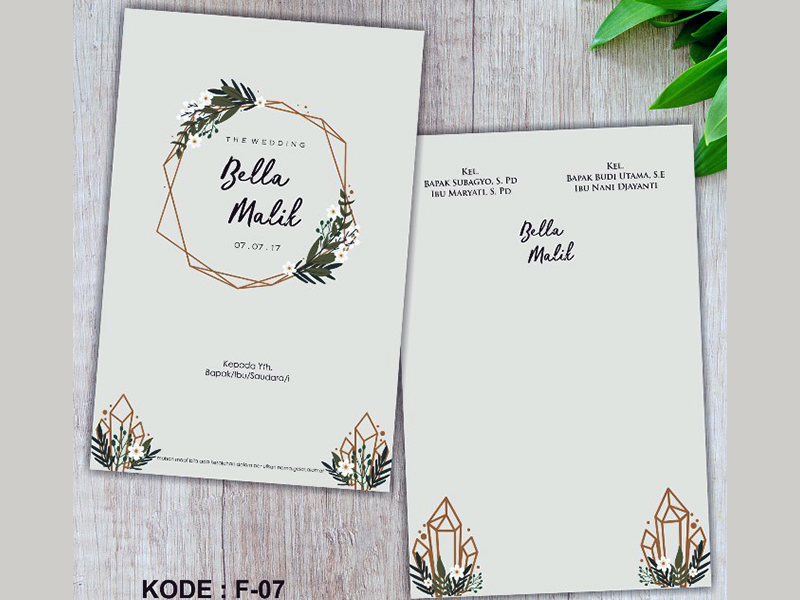 THE WEDDING
Bella
Malik
07.07.17
Kepada Yth.
Bapak/Ibu/Saudara/i
KEL.
BAPAK SUBAGYO, S. PD
IBU MARYATI, S. PD
KEL.
BAPAK BUDI UTAMA, S.E
IBU NANI DJAYANTI
Bella
Malik
KODE : F-07